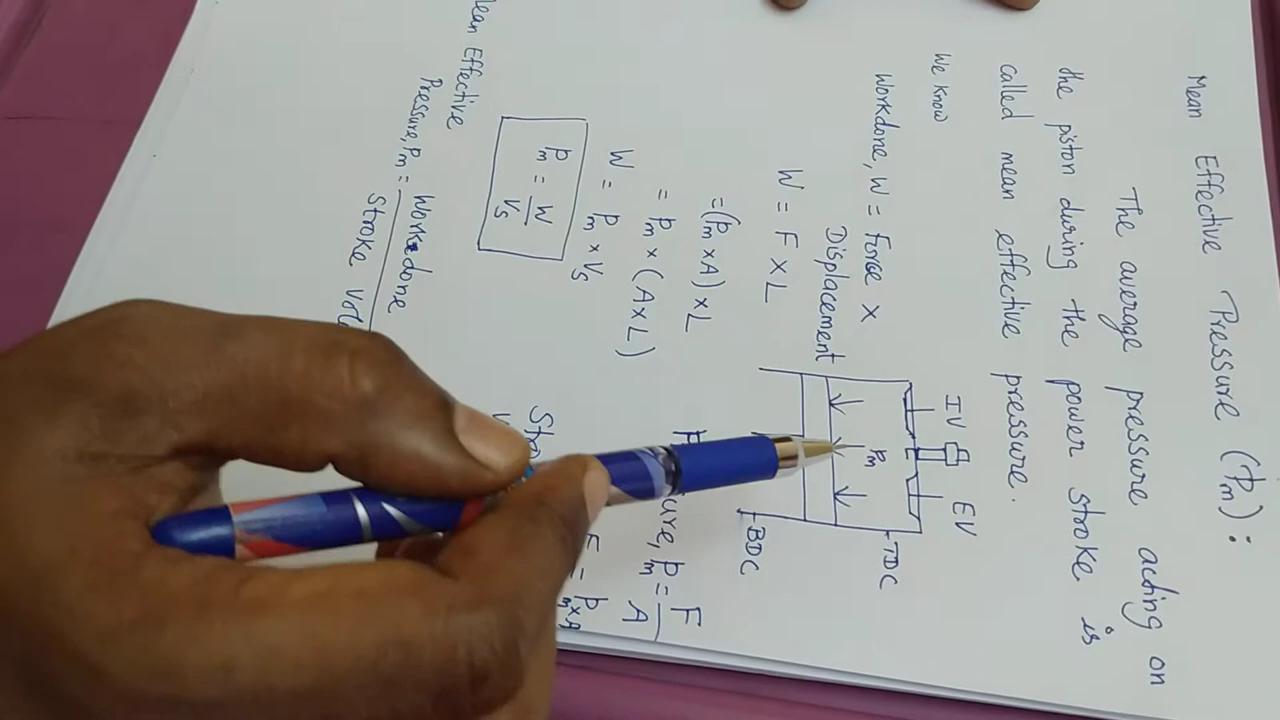 Mean Effective Pressure (Pm) :
The average pressure acting on
the piston during the power stroke is
called mean effective pressure.
We know
Workdone, W = Force x
Displacement
W = F x L
= (Pm x A) x L
= Pm x (A x L)
W = Pm x Vs
Pm = W/Vs
Effective
Pressure, Pm = Workdone / Stroke
IV EV
Pm
TDC
BDC
Pm = F/A
F = Pm x A